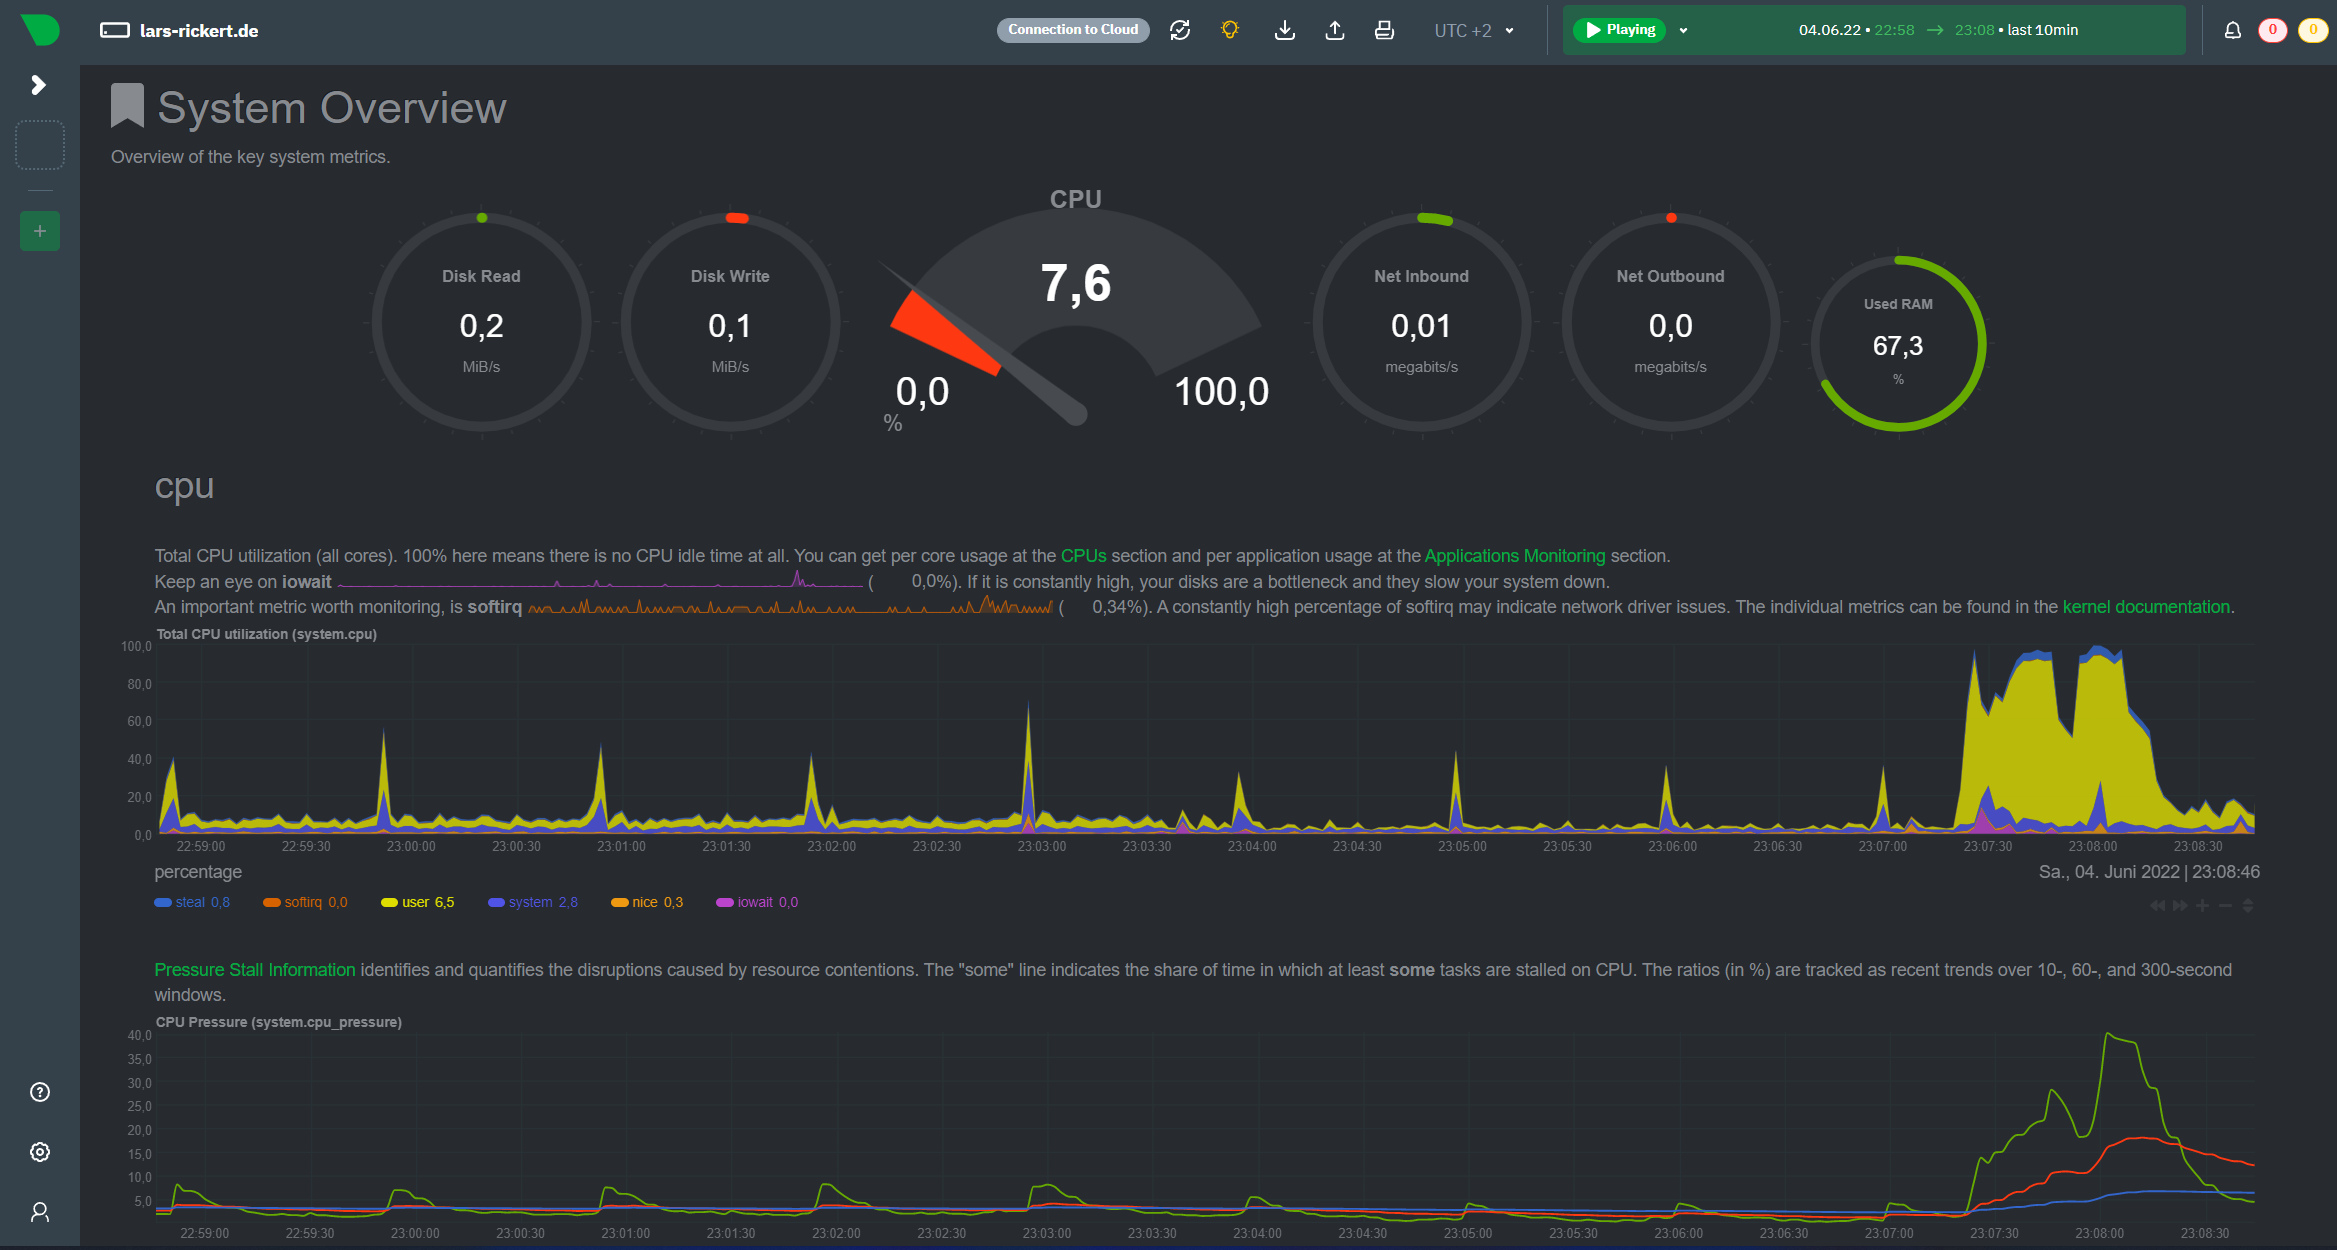 lars-rickert.de
Connection to Cloud
UTC +2
Playing
04.06.22 • 22:58 → 23:08 • last 10min
0
0
System Overview
Overview of the key system metrics.
+
Disk Read
0,2
MiB/s
Disk Write
0,1
MiB/s
CPU
7,6
0,0
100,0
%
Net Inbound
0,01
megabits/s
Net Outbound
0,0
megabits/s
Used RAM
67,3
%
cpu
Total CPU utilization (all cores). 100% here means there is no CPU idle time at all. You can get per core usage at the CPUs section and per application usage at the Applications Monitoring section.
Keep an eye on iowait ( 0,0%). If it is constantly high, your disks are a bottleneck and they slow your system down.
An important metric worth monitoring, is softirq ( 0,34%). A constantly high percentage of softirq may indicate network driver issues. The individual metrics can be found in the kernel documentation.
Total CPU utilization (system.cpu)
100,0
80,0
60,0
40,0
20,0
0,0
22:59:00 22:59:30 23:00:00 23:00:30 23:01:00 23:01:30 23:02:00 23:02:30 23:03:00 23:03:30 23:04:00 23:04:30 23:05:00 23:05:30 23:06:00 23:06:30 23:07:00 23:07:30 23:08:00 23:08:30
percentage
Sa., 04. Juni 2022 | 23:08:46
steal 0,8 softirq 0,0 user 6,5 system 2,8 nice 0,3 iowait 0,0
Pressure Stall Information identifies and quantifies the disruptions caused by resource contentions. The "some" line indicates the share of time in which at least some tasks are stalled on CPU. The ratios (in %) are tracked as recent trends over 10-, 60-, and 300-second
windows.
CPU Pressure (system.cpu_pressure)
40,0
35,0
30,0
25,0
20,0
15,0
10,0
5,0
22:59:00 22:59:30 23:00:00 23:00:30 23:01:00 23:01:30 23:02:00 23:02:30 23:03:00 23:03:30 23:04:00 23:04:30 23:05:00 23:05:30 23:06:00 23:06:30 23:07:00 23:07:30 23:08:00 23:08:30